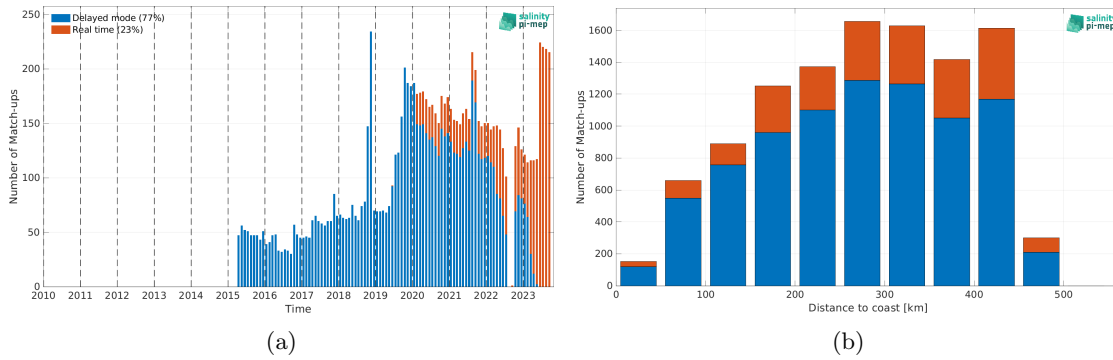 Delayed mode (77%)
Real time (23%)
salinity
pi-mep
Number of Match-ups
250
200
150
100
50
0
2010 2011 2012 2013 2014 2015 2016 2017 2018 2019 2020 2021 2022 2023
Time
(a)
salinity
pi-mep
Number of Match-ups
1600
1400
1200
1000
800
600
400
200
0
0 100 200 300 400 500
Distance to coast [km]
(b)